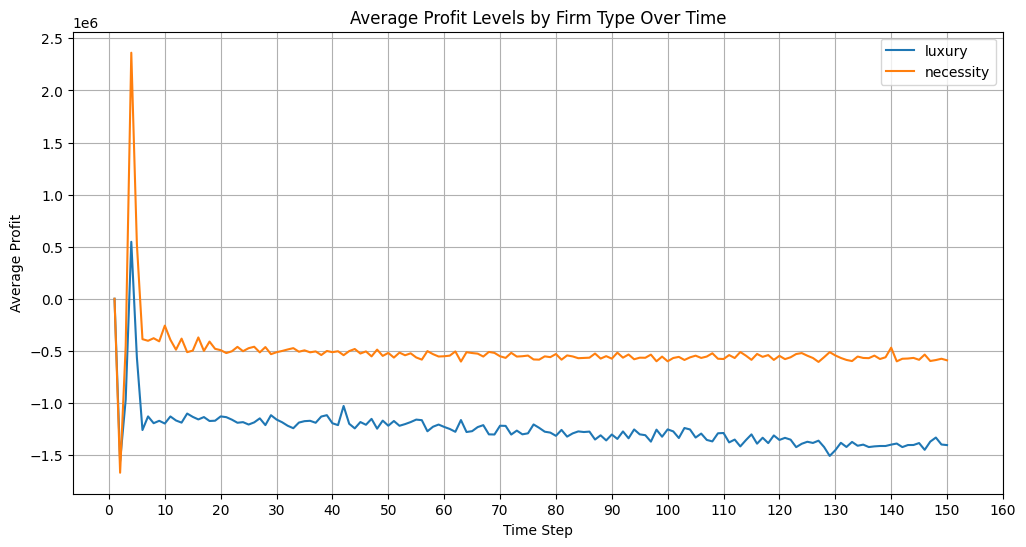 Average Profit Levels by Firm Type Over Time
1e6
2.5
2.0
1.5
1.0
0.5
0.0
−0.5
−1.0
−1.5
Average Profit
luxury
necessity
0 10 20 30 40 50 60 70 80 90 100 110 120 130 140 150 160
Time Step